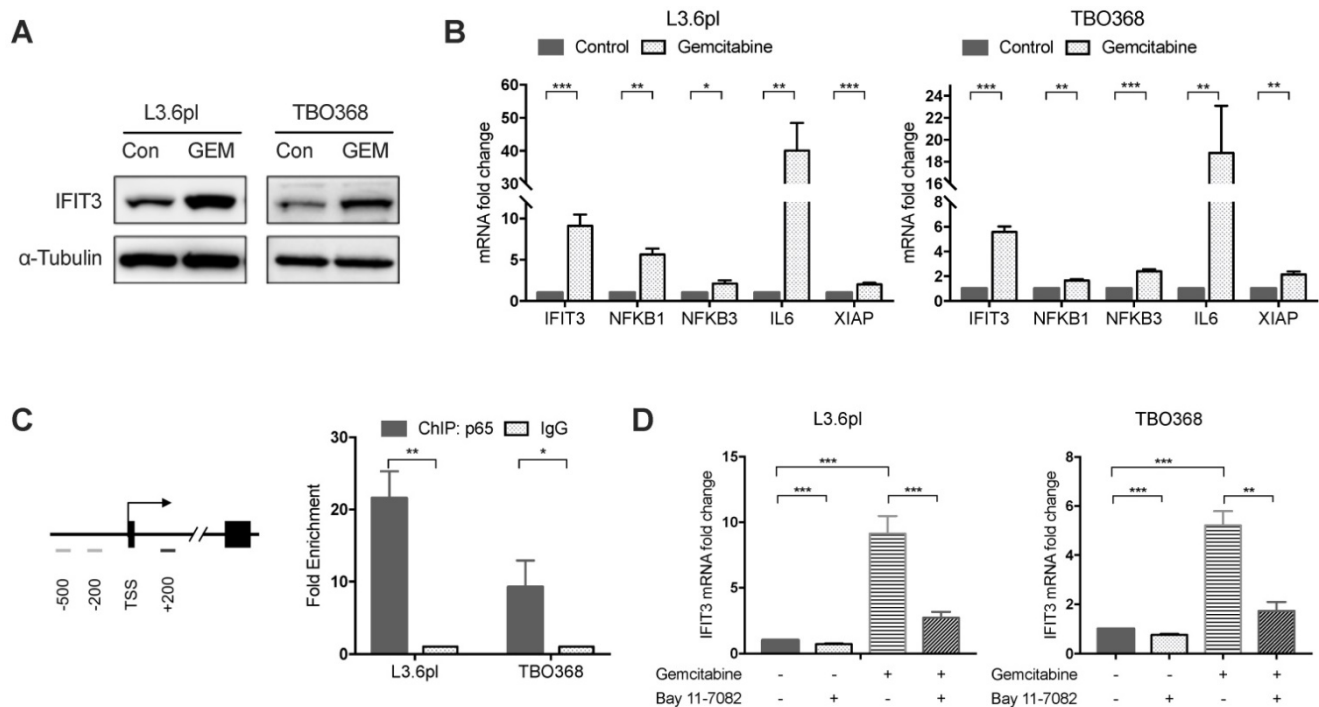 A
L3.6pl TBO368
Con GEM Con GEM
IFIT3
α-Tubulin
B
L3.6pl
Control Gemcitabine
mRNA fold change
60
50
40
30
10
5
0
*** ** * ** ***
IFIT3 NFKB1 NFKB3 IL6 XIAP
TBO368
Control Gemcitabine
mRNA fold change
24
22
20
18
16
6
4
2
0
*** ** *** ** **
IFIT3 NFKB1 NFKB3 IL6 XIAP
C
-500
-200
TSS
+200
ChIP: p65 IgG
Fold Enrichment
30
20
10
0
** *
L3.6pl TBO368
D
L3.6pl
IFIT3 mRNA fold change
15
10
5
0
***
*** ***
Gemcitabine - - + +
Bay 11-7082 - + - +
TBO368
IFIT3 mRNA fold change
8
6
4
2
0
***
*** **
Gemcitabine - - + +
Bay 11-7082 - + - +